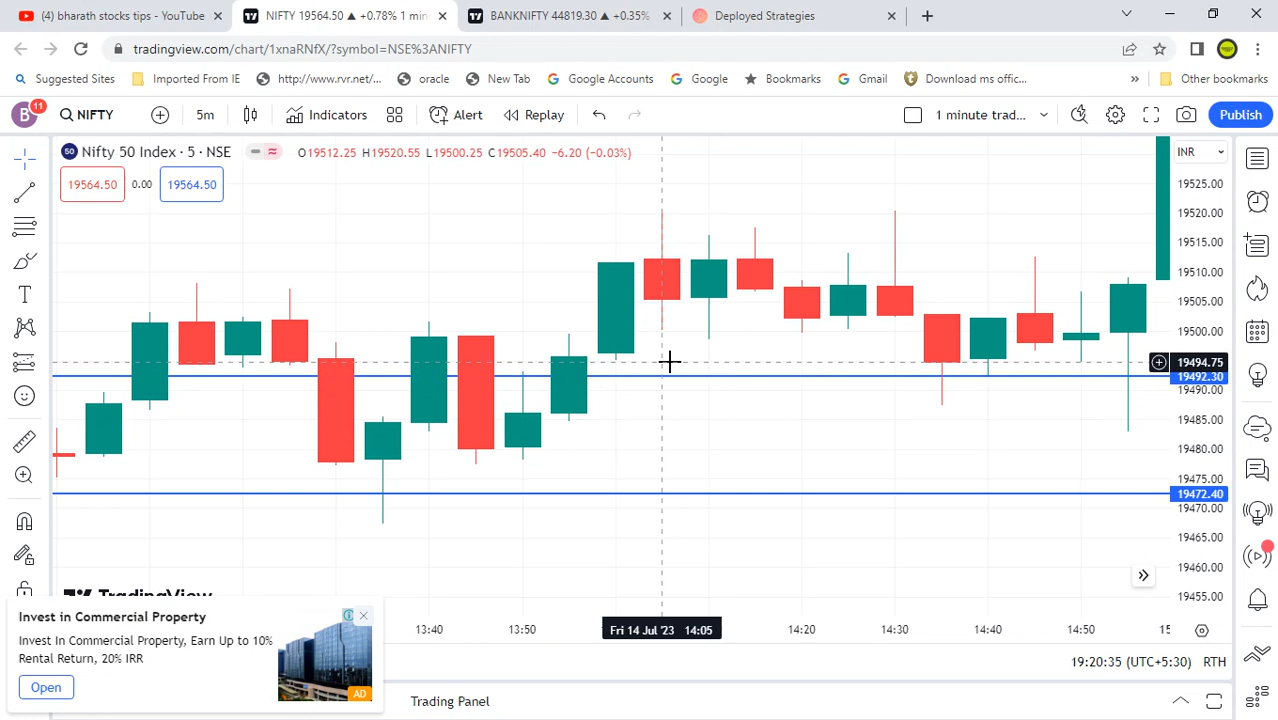 (4) bharath stocks tips - YouTube
NIFTY 19564.50 ▲ +0.78% 1 min
BANKNIFTY 44819.30 ▲ +0.35%
Deployed Strategies
tradingview.com/chart/1xnaRNfX/?symbol=NSE%3ANIFTY
Suggested Sites
Imported From IE
http://www.rvr.net/...
oracle
New Tab
Google Accounts
Google
Bookmarks
Gmail
Download ms offic...
Other bookmarks
B
11
NIFTY
5m
Indicators
Alert
Replay
1 minute trad...
Publish
50 Nifty 50 Index · 5 · NSE
O19512.25 H19520.55 L19500.25 C19505.40 -6.20 (-0.03%)
INR
19564.50
0.00
19564.50
19525.00
19520.00
19515.00
19510.00
19505.00
19500.00
19494.75
19492.30
19490.00
19485.00
19480.00
19475.00
19472.40
19470.00
19465.00
19460.00
19455.00
TradingView
Invest in Commercial Property
Invest In Commercial Property, Earn Up to 10%
Rental Return, 20% IRR
Open
AD
13:40
13:50
Fri 14 Jul '23 14:05
14:20
14:30
14:40
14:50
15
19:20:35 (UTC+5:30)
RTH
Trading Panel